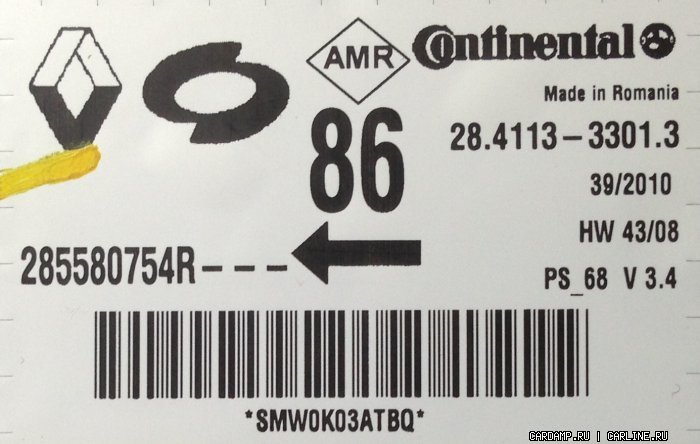 AMR
Continental
Made in Romania
86
28.4113-3301.3
39/2010
HW 43/08
285580754R---
PS_68 V 3.4
*SMW0K03ATBQ*
CARDAMP.RU | CARLINE.RU